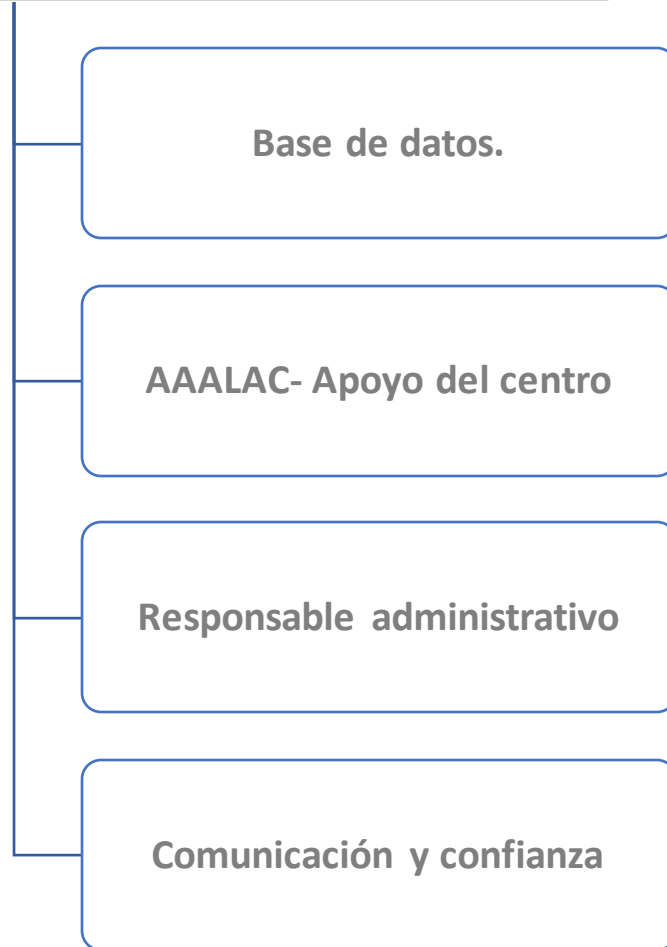 Base de datos.
AAALAC- Apoyo del centro
Responsable administrativo
Comunicación y confianza